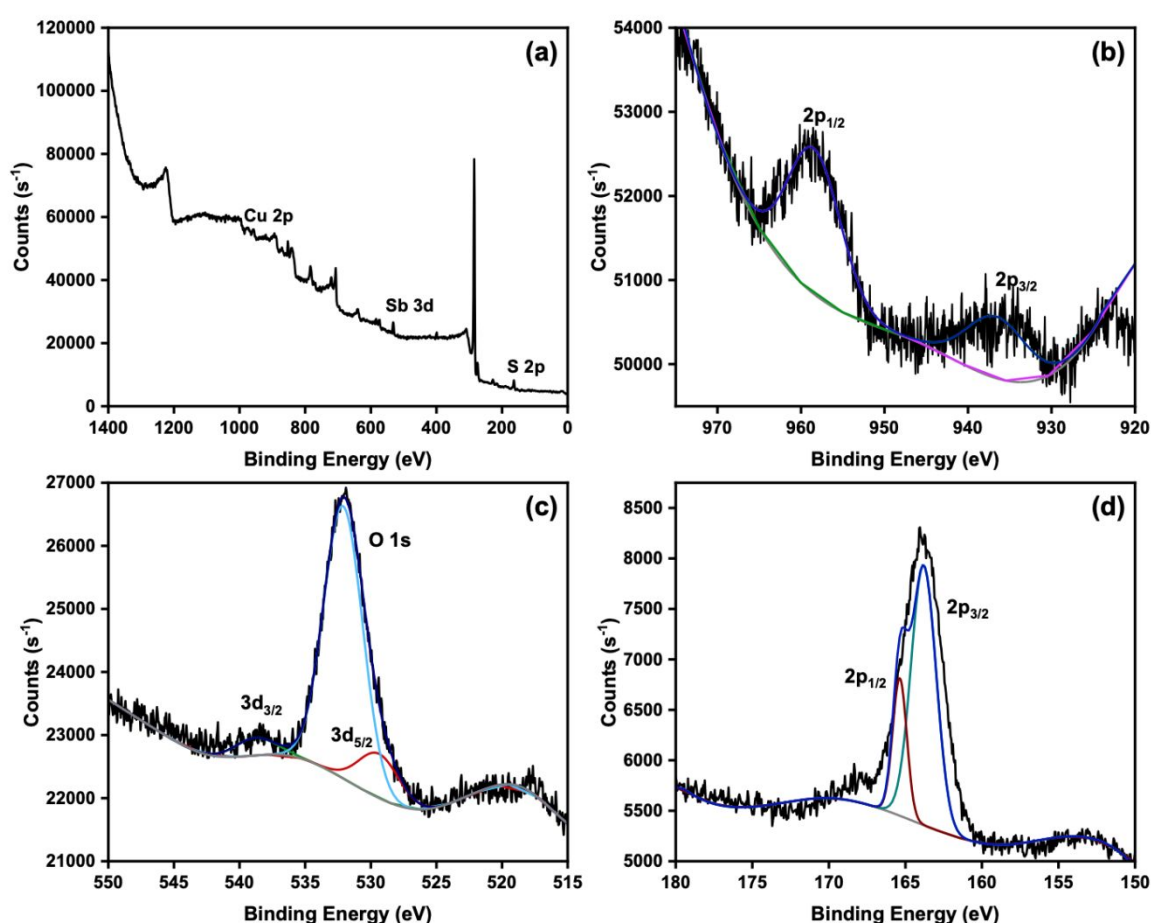 (a)
120000
100000
80000
60000
40000
20000
0
Counts (s⁻¹)
Cu 2p
Sb 3d
S 2p
1400 1200 1000 800 600 400 200 0
Binding Energy (eV)
(b)
54000
53000
52000
51000
50000
Counts (s⁻¹)
2p₁/₂
2p₃/₂
970 960 950 940 930 920
Binding Energy (eV)
(c)
27000
26000
25000
24000
23000
22000
21000
Counts (s⁻¹)
O 1s
3d₃/₂
3d₅/₂
550 545 540 535 530 525 520 515
Binding Energy (eV)
(d)
8500
8000
7500
7000
6500
6000
5500
5000
Counts (s⁻¹)
2p₃/₂
2p₁/₂
180 175 170 165 160 155 150
Binding Energy (eV)